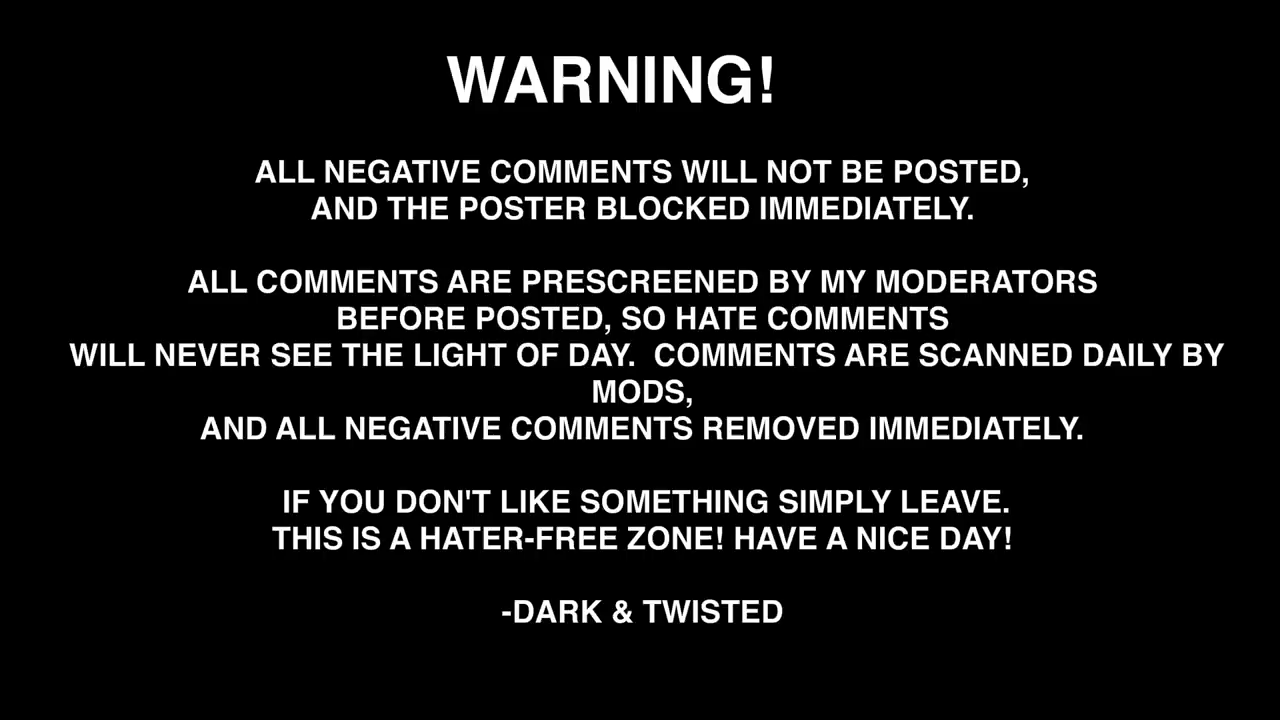 WARNING!
ALL NEGATIVE COMMENTS WILL NOT BE POSTED,
AND THE POSTER BLOCKED IMMEDIATELY.
ALL COMMENTS ARE PRESCREENED BY MY MODERATORS
BEFORE POSTED, SO HATE COMMENTS
WILL NEVER SEE THE LIGHT OF DAY.  COMMENTS ARE SCANNED DAILY BY
MODS,
AND ALL NEGATIVE COMMENTS REMOVED IMMEDIATELY.
IF YOU DON'T LIKE SOMETHING SIMPLY LEAVE.
THIS IS A HATER-FREE ZONE! HAVE A NICE DAY!
-DARK & TWISTED